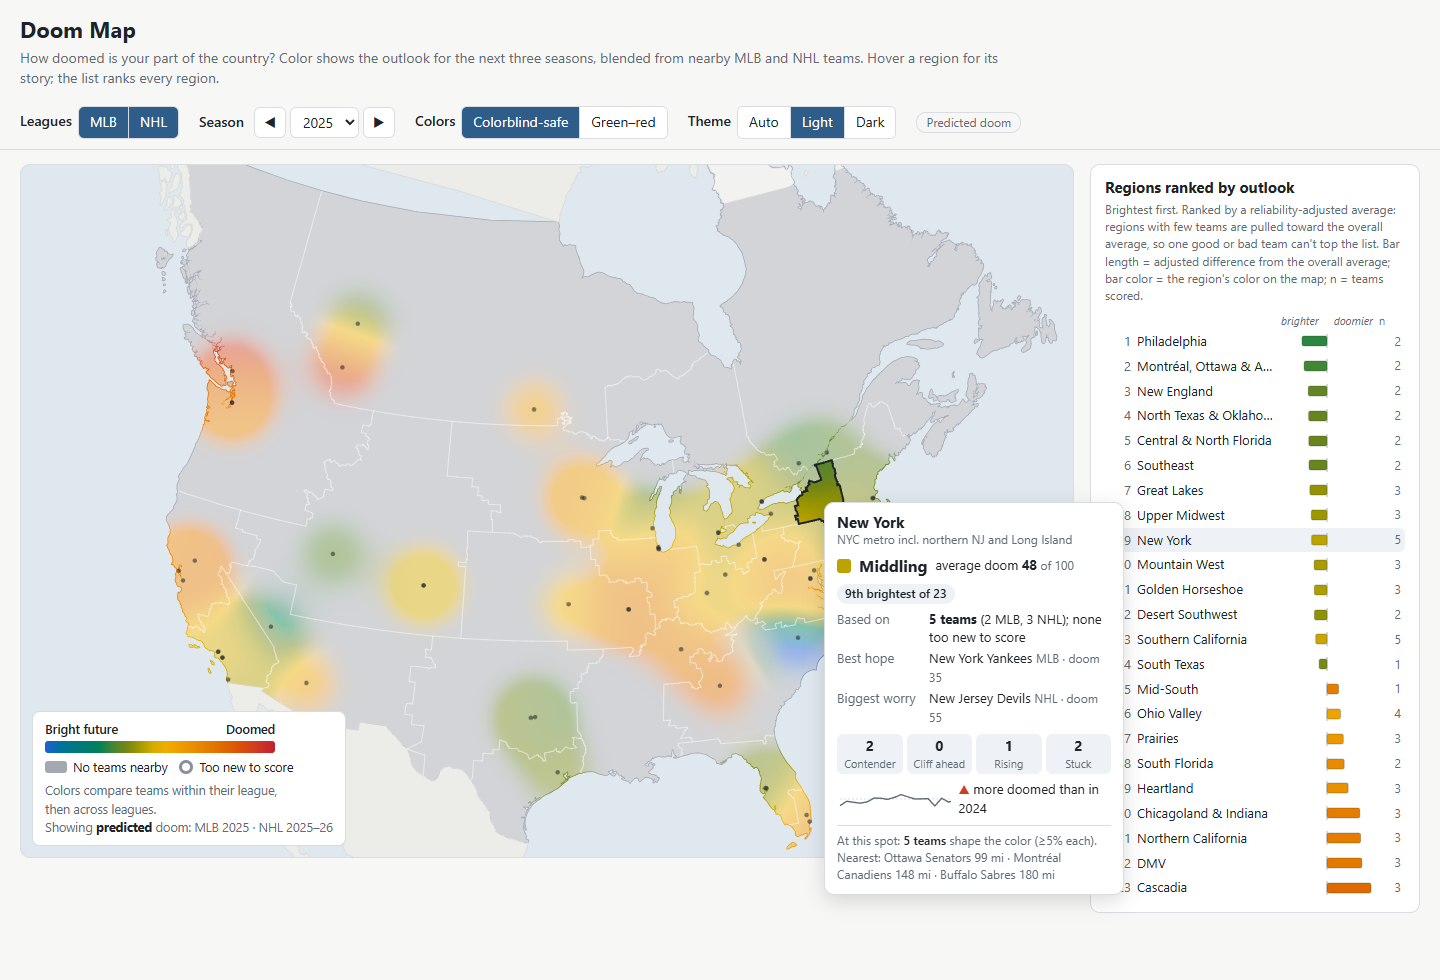 Doom Map
How doomed is your part of the country? Color shows the outlook for the next three seasons, blended from nearby MLB and NHL teams. Hover a region for its
story; the list ranks every region.
Leagues MLB NHL Season ◀ 2025 ▶ Colors Colorblind-safe Green–red Theme Auto Light Dark Predicted doom
Bright future Doomed
No teams nearby Too new to score
Colors compare teams within their league,
then across leagues.
Showing predicted doom: MLB 2025 · NHL 2025–26
New York
NYC metro incl. northern NJ and Long Island
Middling average doom 48 of 100
9th brightest of 23
Based on 5 teams (2 MLB, 3 NHL); none
too new to score
Best hope New York Yankees MLB · doom
35
Biggest worry New Jersey Devils NHL · doom
55
2 0 1 2
Contender Cliff ahead Rising Stuck
▲ more doomed than in
2024
At this spot: 5 teams shape the color (≥5% each).
Nearest: Ottawa Senators 99 mi · Montréal
Canadiens 148 mi · Buffalo Sabres 180 mi
Regions ranked by outlook
Brightest first. Ranked by a reliability-adjusted average:
regions with few teams are pulled toward the overall
average, so one good or bad team can't top the list. Bar
length = adjusted difference from the overall average;
bar color = the region's color on the map; n = teams
scored.
brighter doomier n
1 Philadelphia 2
2 Montréal, Ottawa & A... 2
3 New England 2
4 North Texas & Oklaho... 2
5 Central & North Florida 2
6 Southeast 2
7 Great Lakes 3
8 Upper Midwest 3
9 New York 5
0 Mountain West 3
1 Golden Horseshoe 3
2 Desert Southwest 2
3 Southern California 5
4 South Texas 1
5 Mid-South 1
6 Ohio Valley 4
7 Prairies 3
8 South Florida 2
9 Heartland 3
0 Chicagoland & Indiana 3
1 Northern California 3
2 DMV 3
3 Cascadia 3